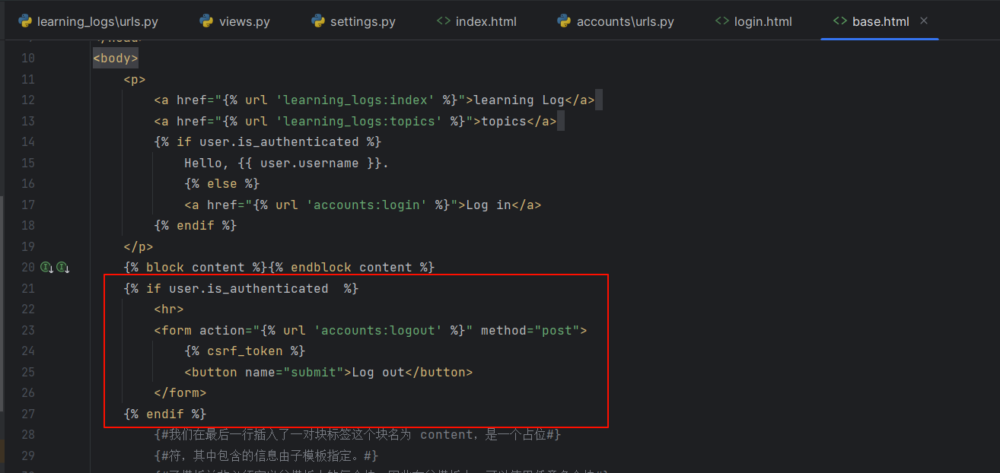 learning_logs\urls.py views.py settings.py <> index.html accounts\urls.py <> login.html <> base.html ×
10 <body>
11 <p>
12 <a href="{% url 'learning_logs:index' %}">learning Log</a>
13 <a href="{% url 'learning_logs:topics' %}">topics</a>
14 {% if user.is_authenticated %}
15 Hello, {{ user.username }}.
16 {% else %}
17 <a href="{% url 'accounts:login' %}">Log in</a>
18 {% endif %}
19 </p>
20 {% block content %}{% endblock content %}
21 {% if user.is_authenticated  %}
22 <hr>
23 <form action="{% url 'accounts:logout' %}" method="post">
24 {% csrf_token %}
25 <button name="submit">Log out</button>
26 </form>
27 {% endif %}
28 {#我们在最后一行插入了一对块标签这个块名为 content，是一个占位#}
29 {#符，其中包含的信息由子模板指定。#}